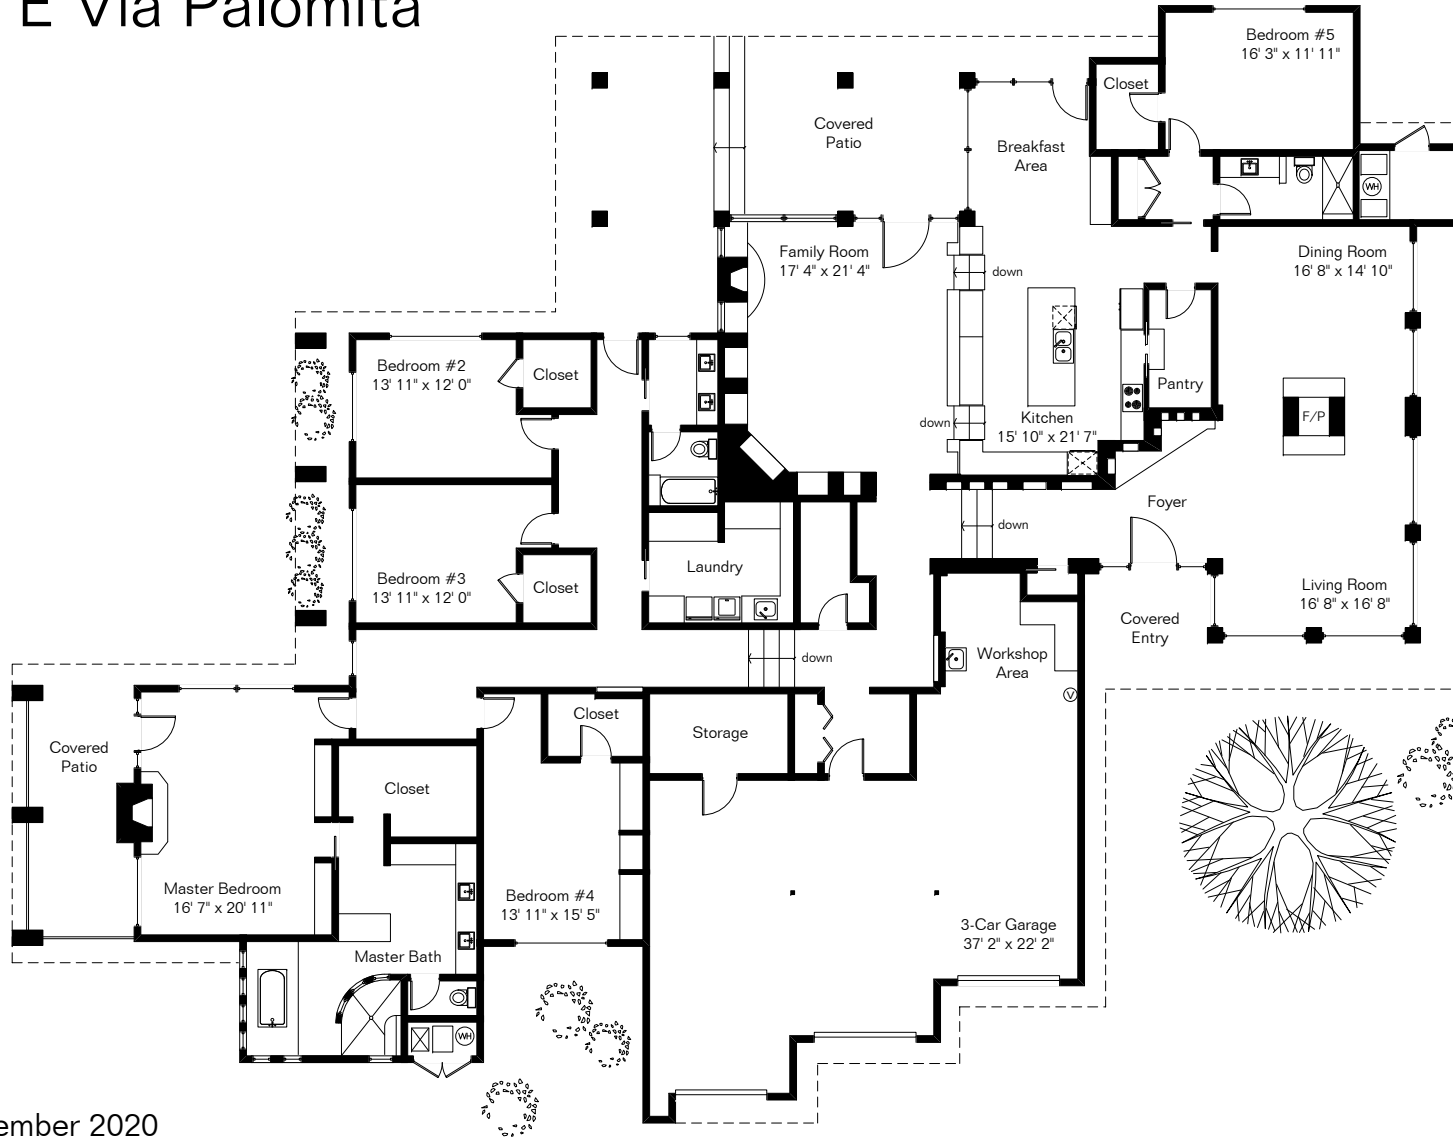 E Via Palomita
Bedroom #5
16' 3" x 11' 11"
Closet
Covered
Patio
Breakfast
Area
WH
Family Room
17' 4" x 21' 4"
down
Dining Room
16' 8" x 14' 10"
Bedroom #2
13' 11" x 12' 0"
Closet
Pantry
down
Kitchen
15' 10" x 21' 7"
F/P
Foyer
down
Bedroom #3
13' 11" x 12' 0"
Closet
Laundry
Living Room
16' 8" x 16' 8"
Covered
Entry
down
Workshop
Area
V
Closet
Storage
Covered
Patio
Closet
Master Bedroom
16' 7" x 20' 11"
Bedroom #4
13' 11" x 15' 5"
3-Car Garage
37' 2" x 22' 2"
Master Bath
WH
ember 2020